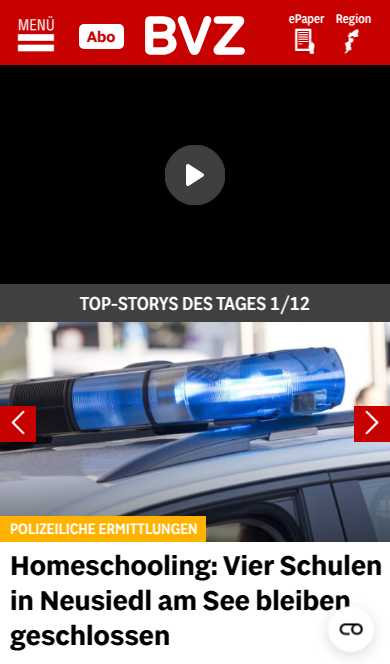 MENÜ
Abo
BVZ
ePaper
Region
TOP-STORYS DES TAGES 1/12
POLIZEILICHE ERMITTLUNGEN
Homeschooling: Vier Schulen
in Neusiedl am See bleiben
geschlossen